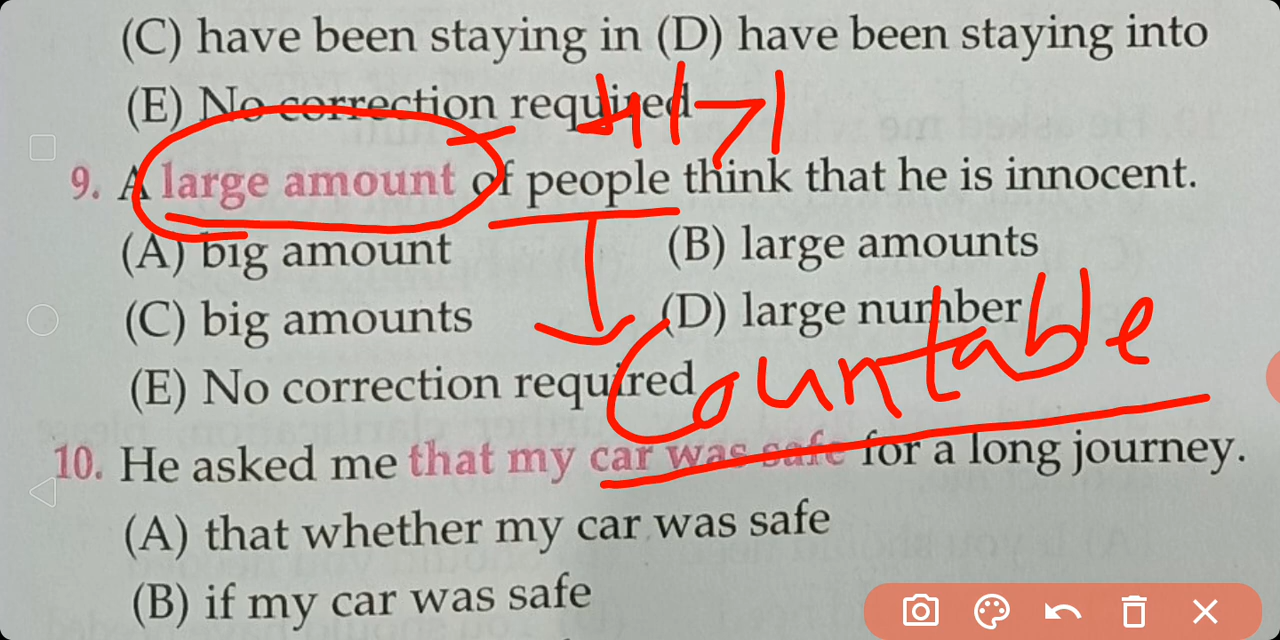 (C) have been staying in (D) have been staying into
(E) No correction required
9. A large amount of people think that he is innocent.
(A) big amount (B) large amounts
(C) big amounts (D) large number
(E) No correction required
Countable
10. He asked me that my car was safe for a long journey.
(A) that whether my car was safe
(B) if my car was safe